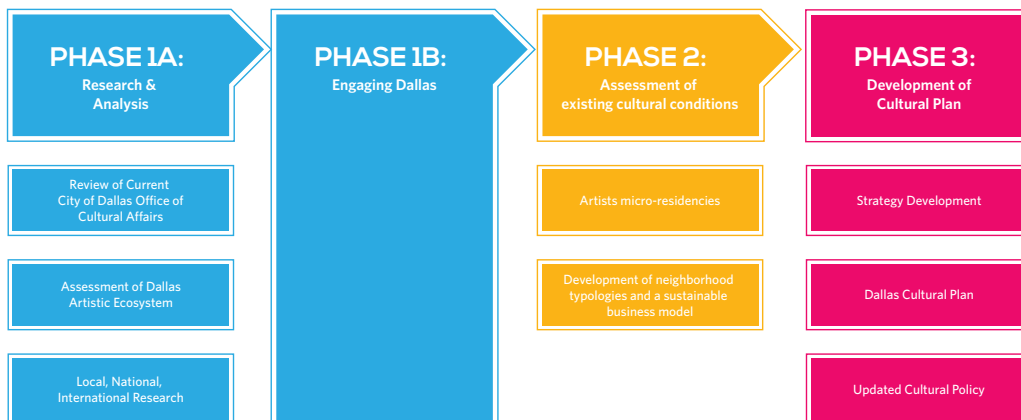 PHASE 1A:
Research &
Analysis
Review of Current
City of Dallas Office of
Cultural Affairs
Assessment of Dallas
Artistic Ecosystem
Local, National,
International Research
PHASE 1B:
Engaging Dallas
PHASE 2:
Assessment of
existing cultural conditions
Artists micro-residencies
Development of neighborhood
typologies and a sustainable
business model
PHASE 3:
Development of
Cultural Plan
Strategy Development
Dallas Cultural Plan
Updated Cultural Policy